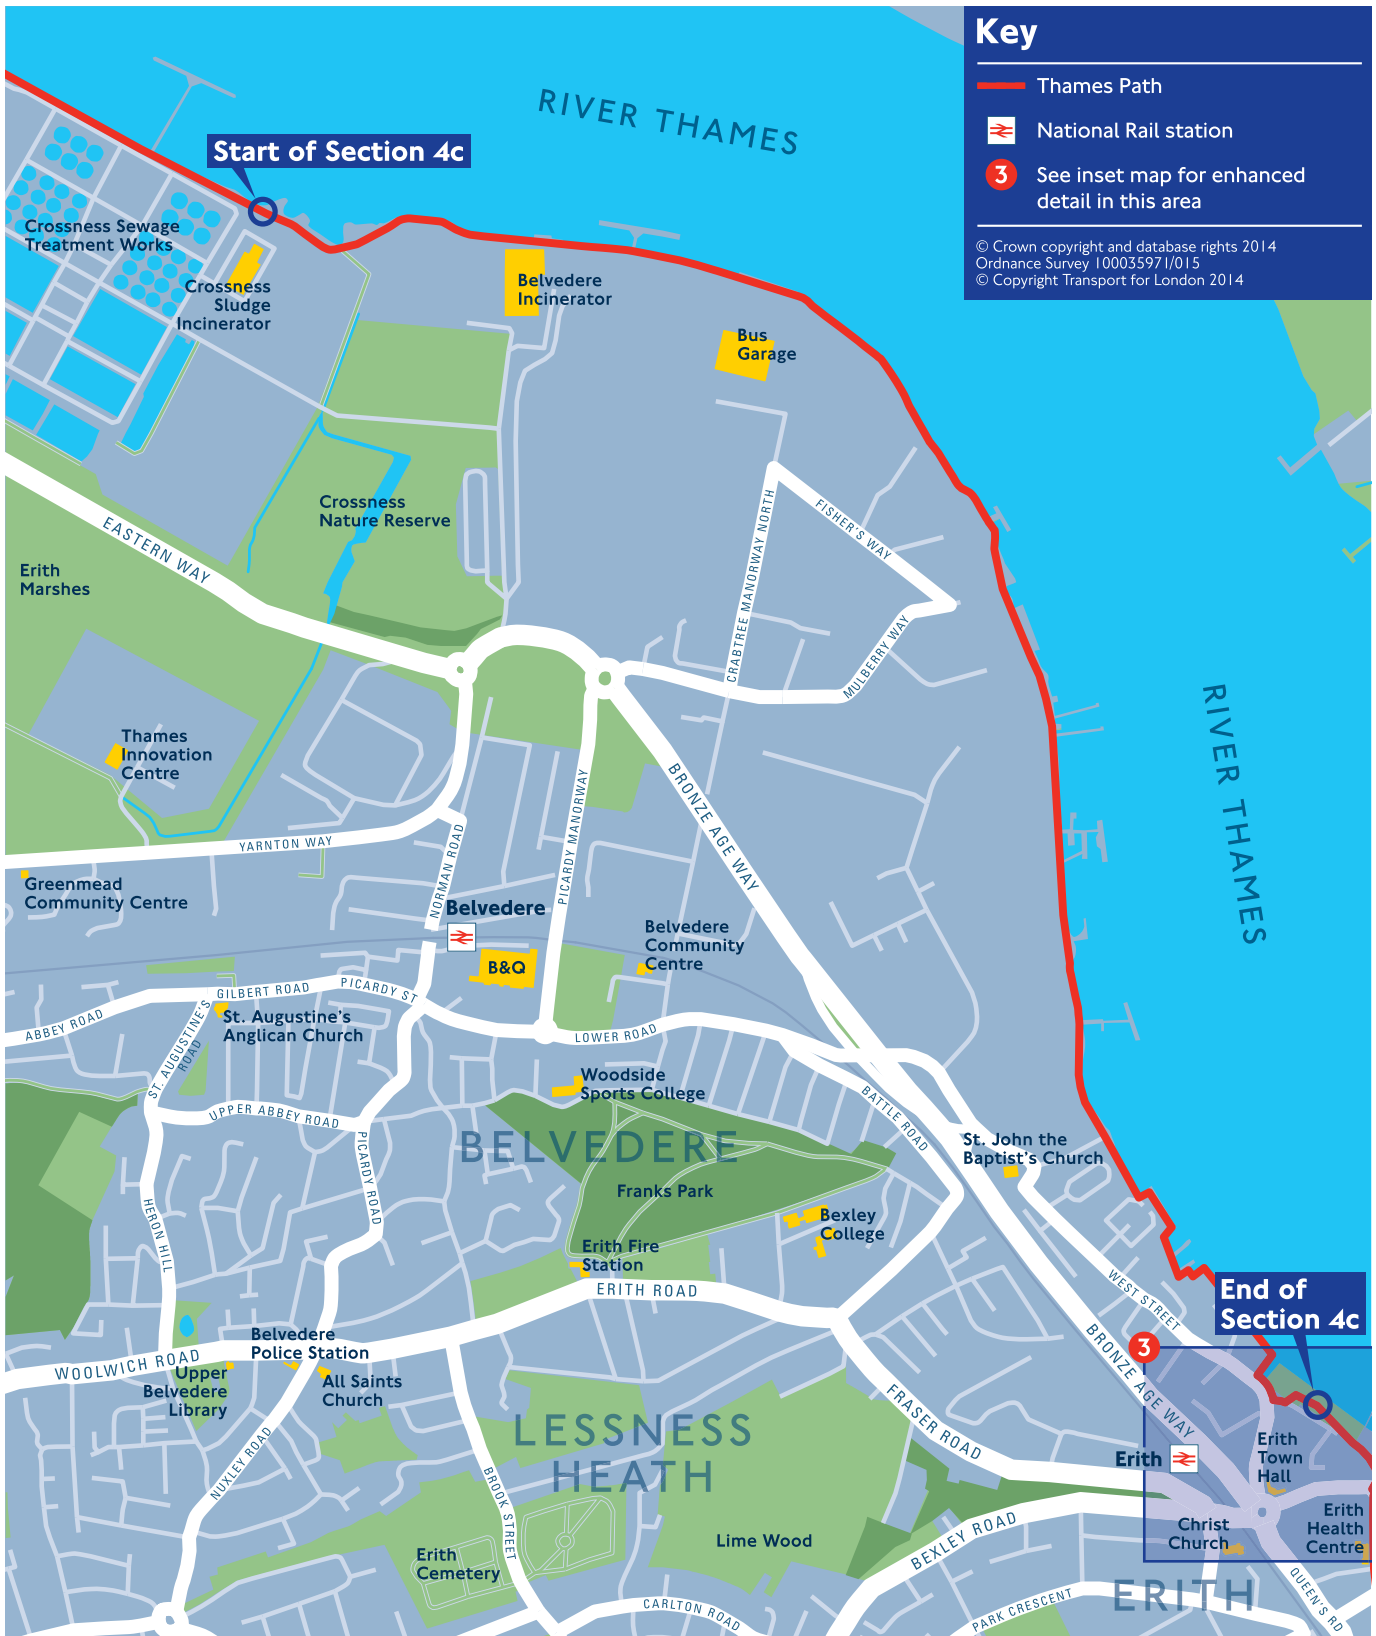 Key
Thames Path
National Rail station
3
See inset map for enhanced
detail in this area
© Crown copyright and database rights 2014
Ordnance Survey 100035971/015
© Copyright Transport for London 2014
RIVER THAMES
Start of Section 4c
Crossness Sewage
Treatment Works
Crossness
Sludge
Incinerator
Belvedere
Incinerator
Bus
Garage
Crossness
Nature Reserve
EASTERN WAY
Erith
Marshes
FISHER'S WAY
CRABTREE MANORWAY NORTH
MULBERRY WAY
RIVER THAMES
Thames
Innovation
Centre
BRONZE AGE WAY
PICARDY MANORWAY
YARNTON WAY
NORMAN ROAD
Greenmead
Community Centre
Belvedere
Belvedere
Community
Centre
B&Q
GILBERT ROAD
PICARDY ST
ABBEY ROAD
St. Augustine's
Anglican Church
ST. AUGUSTINE'S
ROAD
LOWER ROAD
Woodside
Sports College
BATTLE ROAD
UPPER ABBEY ROAD
PICARDY ROAD
BELVEDERE
St. John the
Baptist's Church
Franks Park
HERON HILL
Bexley
College
Erith Fire
Station
ERITH ROAD
WEST STREET
End of
Section 4c
BRONZE AGE WAY
3
Belvedere
Police Station
WOOLWICH ROAD
Upper
Belvedere
Library
All Saints
Church
FRASER ROAD
LESSNESS
HEATH
NUXLEY ROAD
BROOK STREET
Erith
Erith
Town
Hall
Erith
Health
Centre
Christ
Church
Lime Wood
Erith
Cemetery
BEXLEY ROAD
ERITH
QUEEN'S RD
PARK CRESCENT
CARLTON ROAD